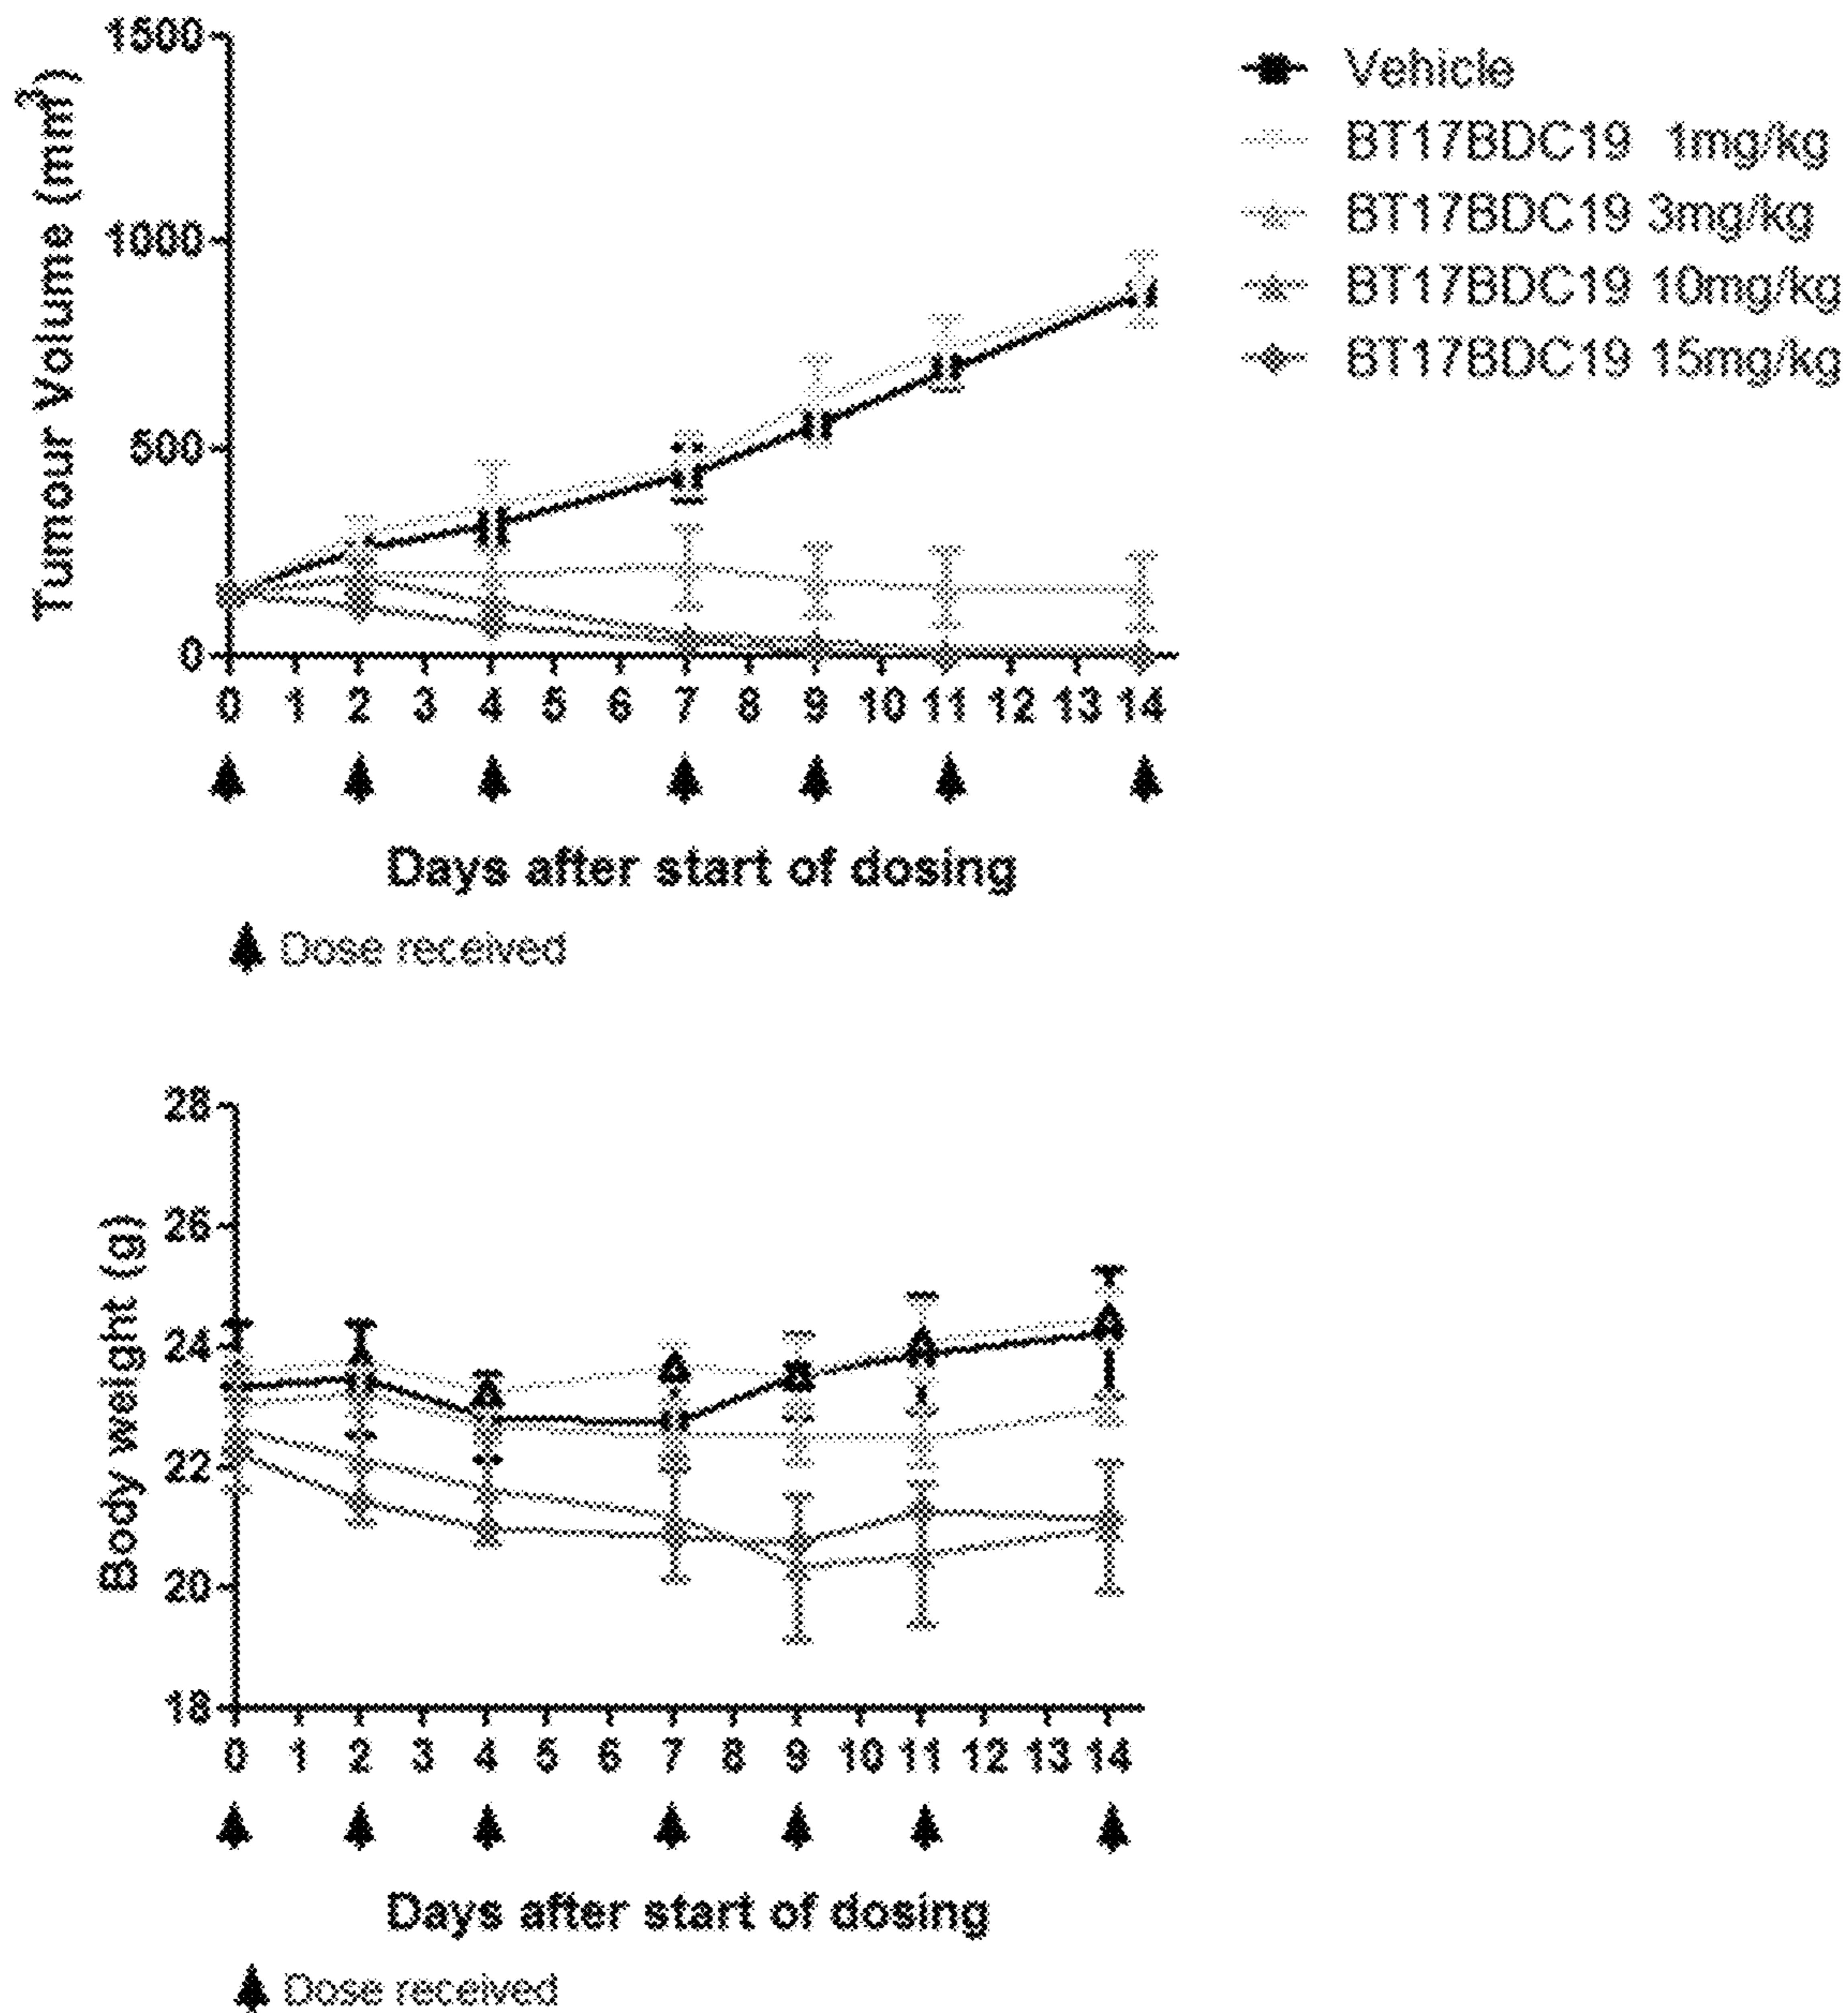 Tumour Volume (mm³)
1500
1000
500
0
0 1 2 3 4 5 6 7 8 9 10 11 12 13 14
Days after start of dosing
Dose received
Vehicle
BT17BDC19 1mg/kg
BT17BDC19 3mg/kg
BT17BDC19 10mg/kg
BT17BDC19 15mg/kg
Body weight (g)
28
26
24
22
20
18
0 1 2 3 4 5 6 7 8 9 10 11 12 13 14
Days after start of dosing
Dose received